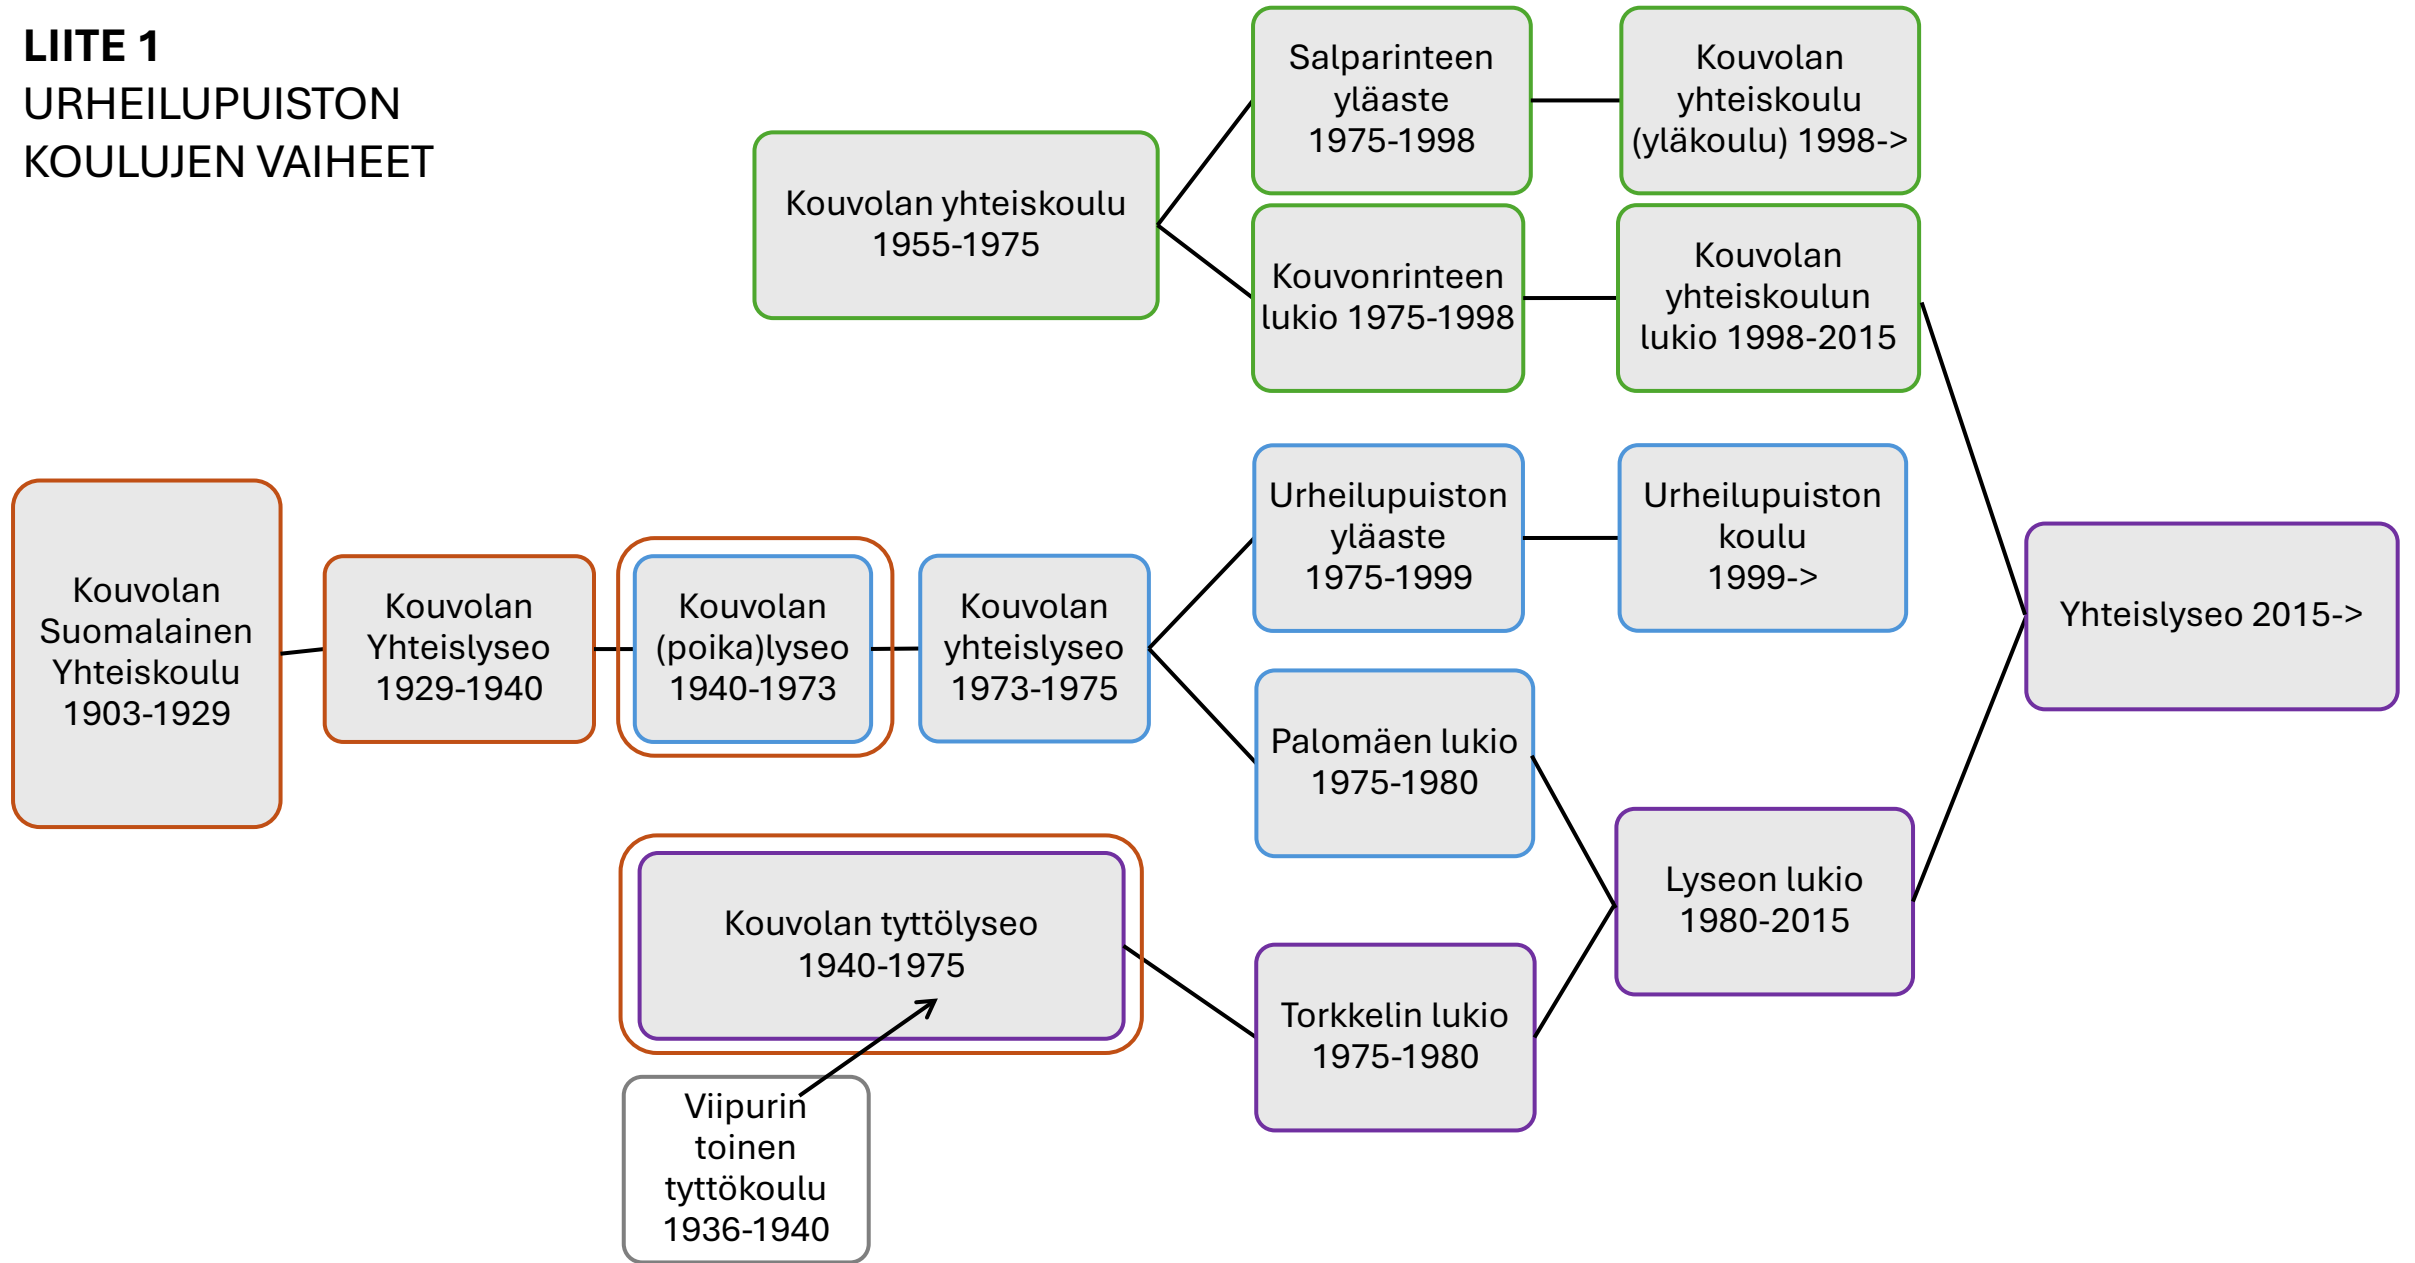 LIITE 1
URHEILUPUISTON
KOULUJEN VAIHEET
Kouvolan yhteiskoulu
1955-1975
Salparinteen
yläaste
1975-1998
Kouvolan
yhteiskoulu
(yläkoulu) 1998->
Kouvonrinteen
lukio 1975-1998
Kouvolan
yhteiskoulun
lukio 1998-2015
Kouvolan
Suomalainen
Yhteiskoulu
1903-1929
Kouvolan
Yhteislyseo
1929-1940
Kouvolan
(poika)lyseo
1940-1973
Kouvolan
yhteislyseo
1973-1975
Urheilupuiston
yläaste
1975-1999
Urheilupuiston
koulu
1999->
Palomäen lukio
1975-1980
Yhteislyseo 2015->
Kouvolan tyttölyseo
1940-1975
Torkkelin lukio
1975-1980
Lyseon lukio
1980-2015
Viipurin
toinen
tyttökoulu
1936-1940